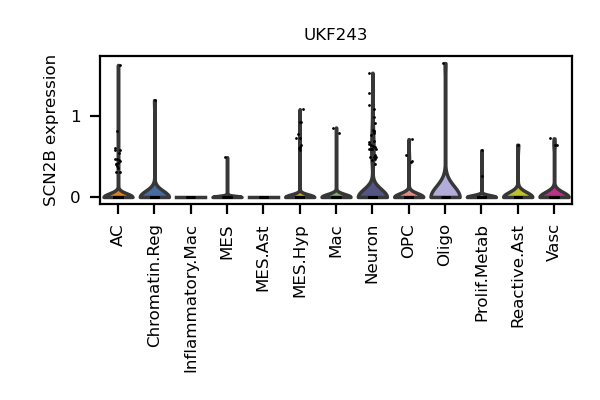 UKF243
SCN2B expression
1
0
AC
Chromatin.Reg
Inflammatory.Mac
MES
MES.Ast
MES.Hyp
Mac
Neuron
OPC
Oligo
Prolif.Metab
Reactive.Ast
Vasc